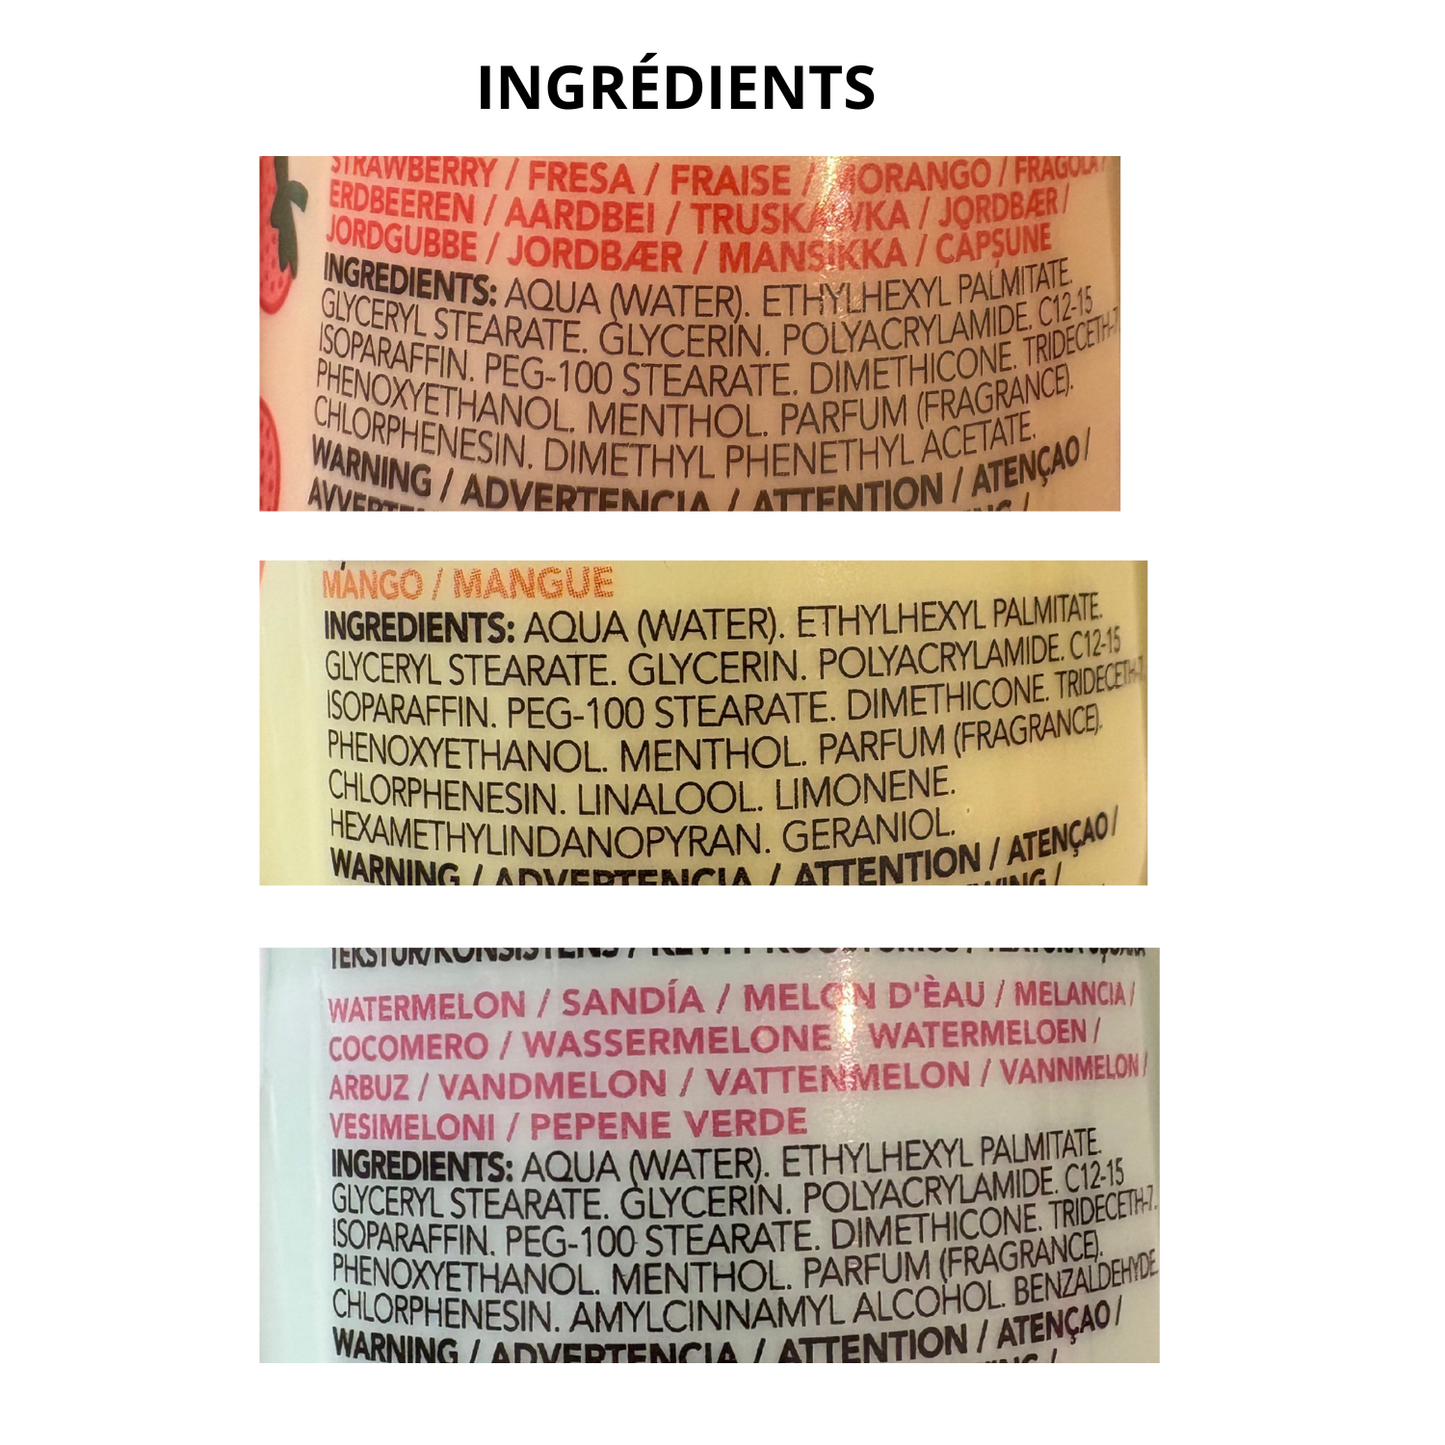 INGRÉDIENTS
STRAWBERRY / FRESA / FRAISE / MORANGO / FRAGOLA /
ERDBEEREN / AARDBEI / TRUSKAWKA / JORDBÆR /
JORDGUBBE / JORDBÆR / MANSIKKA / CĂPȘUNE
INGREDIENTS: AQUA (WATER). ETHYLHEXYL PALMITATE.
GLYCERYL STEARATE. GLYCERIN. POLYACRYLAMIDE. C12-15
ISOPARAFFIN. PEG-100 STEARATE. DIMETHICONE. TRIDECETH-7.
PHENOXYETHANOL. MENTHOL. PARFUM (FRAGRANCE).
CHLORPHENESIN. DIMETHYL PHENETHYL ACETATE.
WARNING / ADVERTENCIA / ATTENTION / ATENÇAO /
MANGO / MANGUE
INGREDIENTS: AQUA (WATER). ETHYLHEXYL PALMITATE.
GLYCERYL STEARATE. GLYCERIN. POLYACRYLAMIDE. C12-15
ISOPARAFFIN. PEG-100 STEARATE. DIMETHICONE. TRIDECETH-7.
PHENOXYETHANOL. MENTHOL. PARFUM (FRAGRANCE).
CHLORPHENESIN. LINALOOL. LIMONENE.
HEXAMETHYLINDANOPYRAN. GERANIOL.
WARNING / ADVERTENCIA / ATTENTION / ATENÇAO /
WATERMELON / SANDÍA / MELON D'ÈAU / MELANCIA /
COCOMERO / WASSERMELONE / WATERMELOEN /
ARBUZ / VANDMELON / VATTENMELON / VANNMELON /
VESIMELONI / PEPENE VERDE
INGREDIENTS: AQUA (WATER). ETHYLHEXYL PALMITATE.
GLYCERYL STEARATE. GLYCERIN. POLYACRYLAMIDE. C12-15
ISOPARAFFIN. PEG-100 STEARATE. DIMETHICONE. TRIDECETH-7.
PHENOXYETHANOL. MENTHOL. PARFUM (FRAGRANCE).
CHLORPHENESIN. AMYLCINNAMYL ALCOHOL. BENZALDEHYDE.
WARNING / ADVERTENCIA / ATTENTION / ATENÇAO /